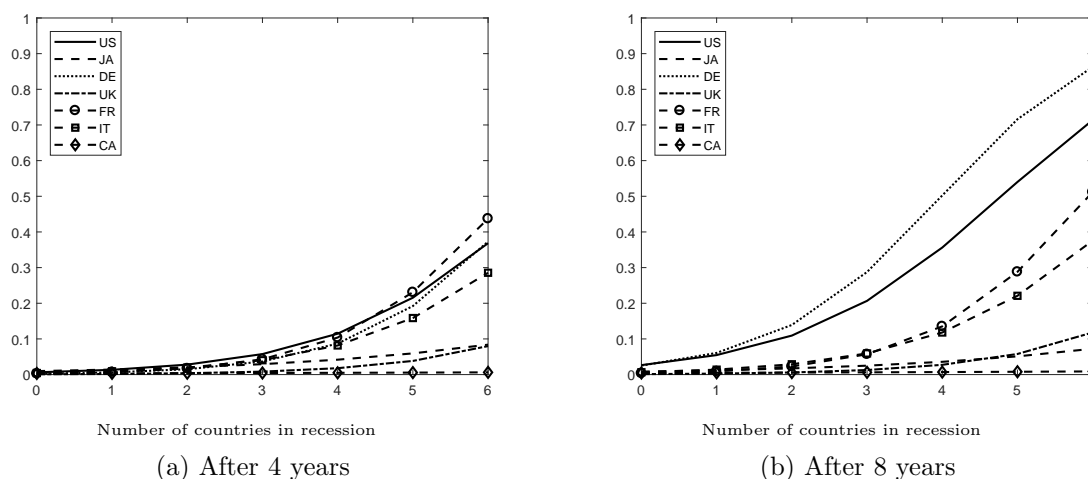 1
0.9
0.8
0.7
0.6
0.5
0.4
0.3
0.2
0.1
0
US
JA
DE
UK
FR
IT
CA
0 1 2 3 4 5 6
Number of countries in recession
(a) After 4 years
1
0.9
0.8
0.7
0.6
0.5
0.4
0.3
0.2
0.1
0
US
JA
DE
UK
FR
IT
CA
0 1 2 3 4 5
Number of countries in recession
(b) After 8 years